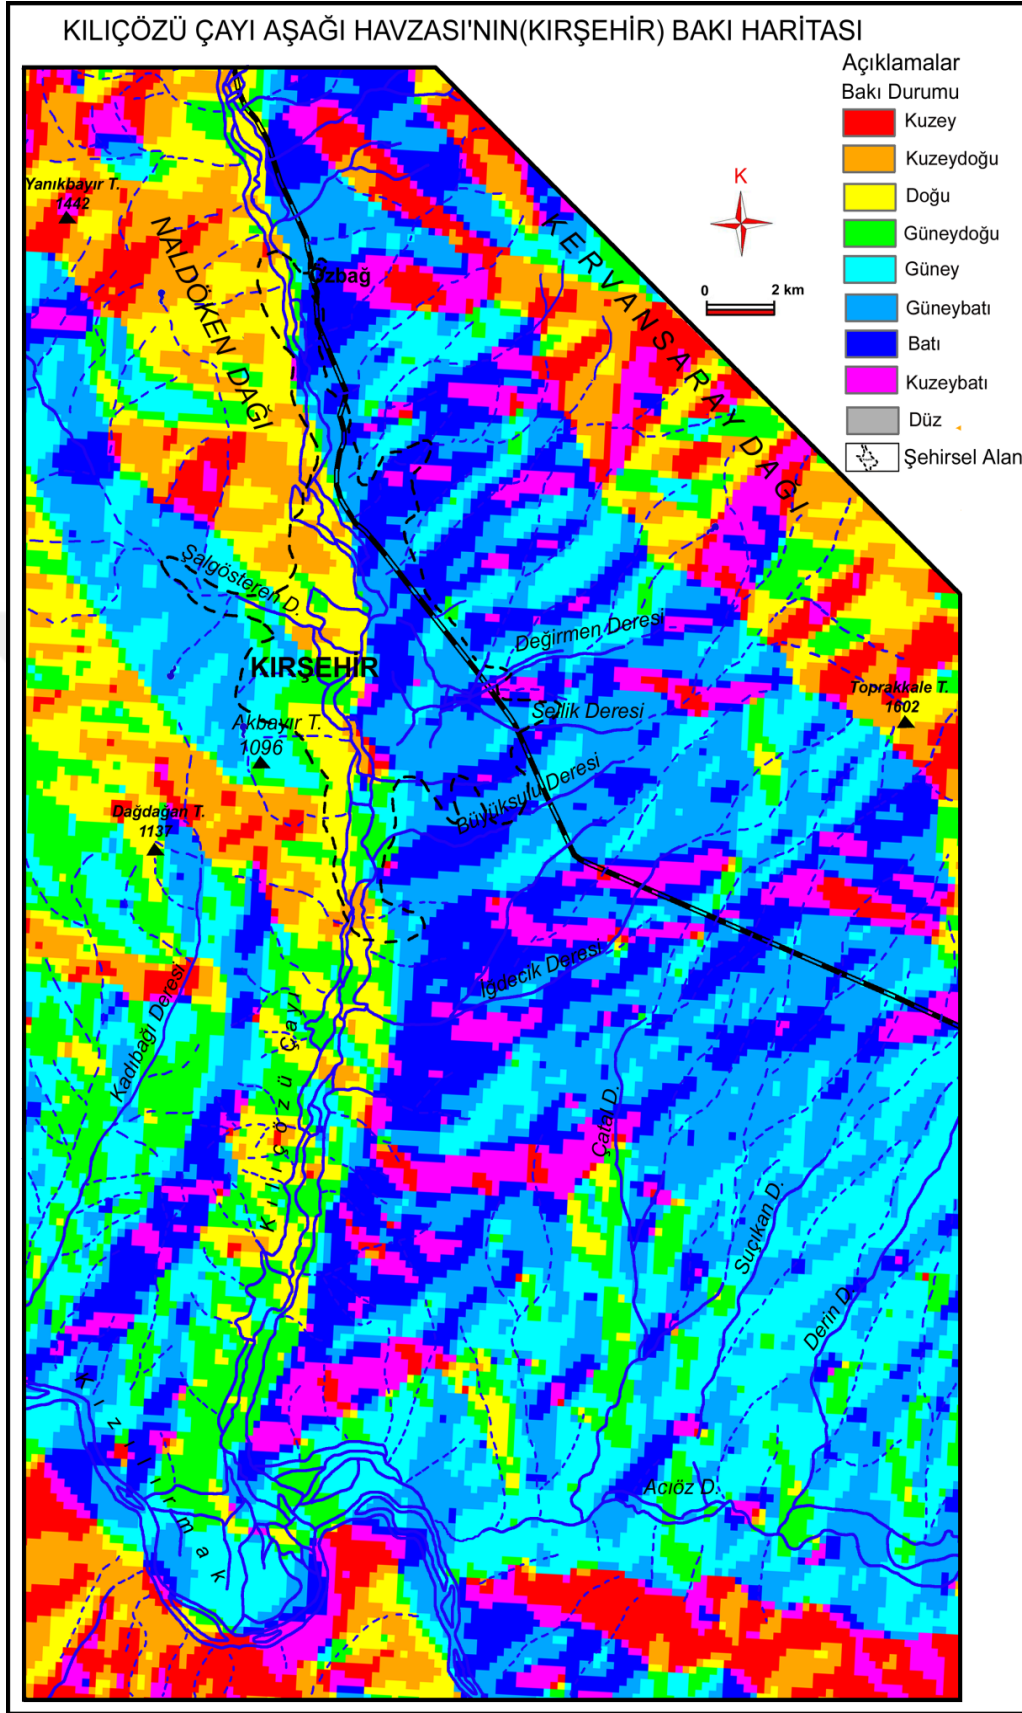 KILIÇÖZÜ ÇAYI AŞAĞI HAVZASI'NIN(KIRŞEHİR) BAKI HARİTASI
Açıklamalar
Bakı Durumu
Kuzey
Kuzeydoğu
Doğu
Güneydoğu
Güney
Güneybatı
Batı
Kuzeybatı
Düz
Şehirsel Alan
K
0 2 km
Yanıkbayır T.
1442
NALDÖKEN DAĞI
Özbağ
KERVANSARAY DAĞI
Şalgösteren D.
KIRŞEHİR
Değirmen Deresi
Toprakkale T.
1602
Akbayır T.
1096
Sellik Deresi
Büyüksulu Deresi
Dağdağan T.
1137
İğdecik Deresi
Kadıbağı Deresi
Kılıçözü Çayı
Çatal D.
Suçıkan D.
Derin D.
Kızılırmak
Acıöz D.